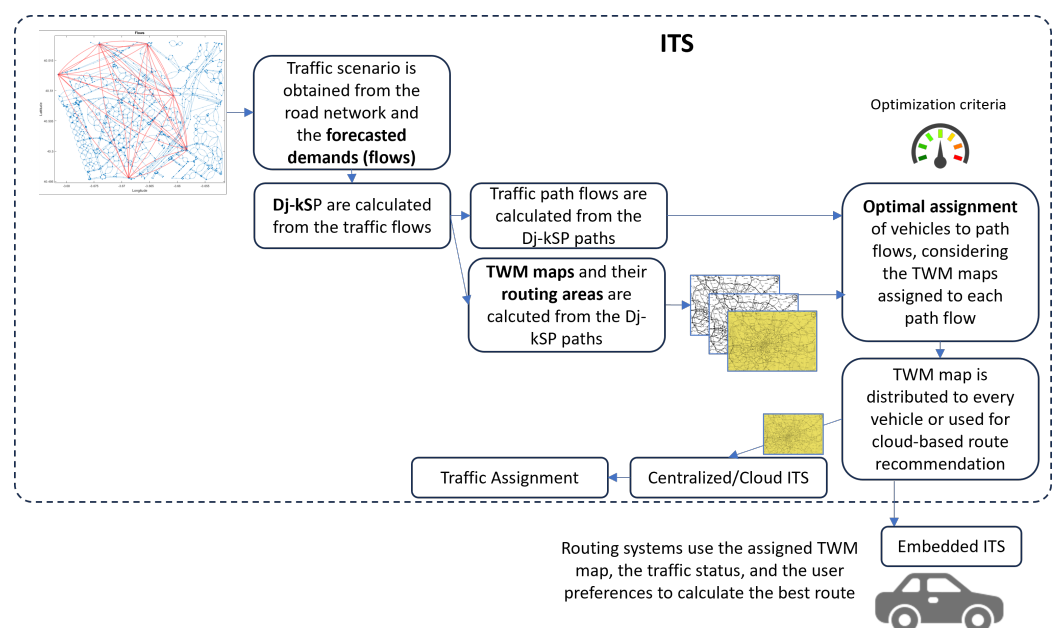 ITS
Flows
Latitude
Longitude
Traffic scenario is
obtained from the
road network and
the forecasted
demands (flows)
Dj-kSP are calculated
from the traffic flows
Traffic path flows are
calculated from the
Dj-kSP paths
TWM maps and their
routing areas are
calcuted from the Dj-
kSP paths
Optimization criteria
Optimal assignment
of vehicles to path
flows, considering
the TWM maps
assigned to each
path flow
TWM map is
distributed to every
vehicle or used for
cloud-based route
recommendation
Centralized/Cloud ITS
Traffic Assignment
Embedded ITS
Routing systems use the assigned TWM
map, the traffic status, and the user
preferences to calculate the best route